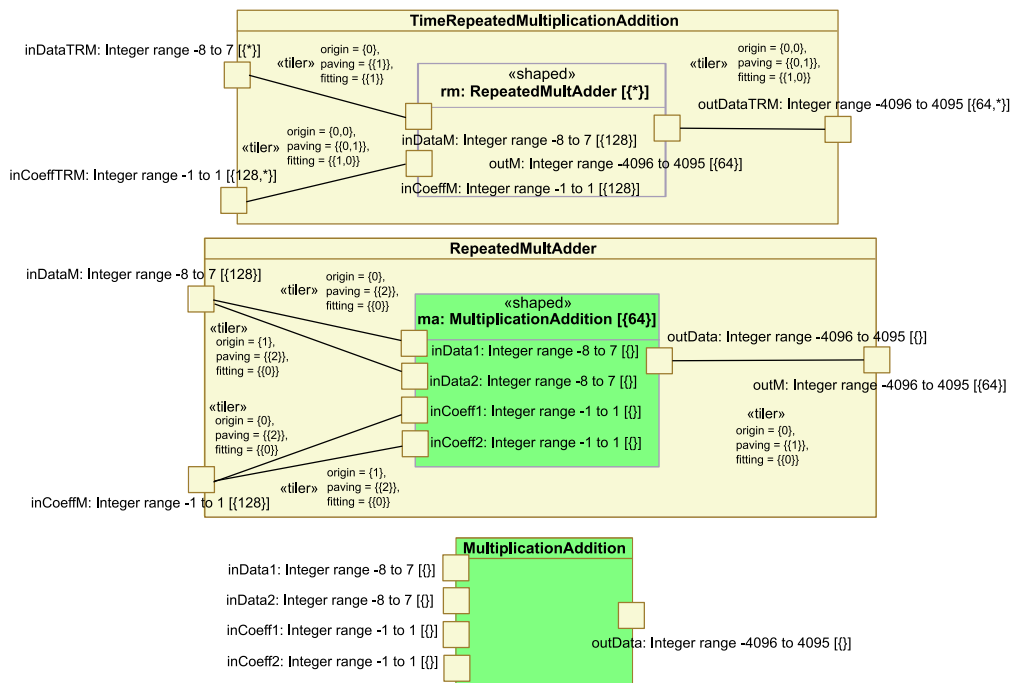 TimeRepeatedMultiplicationAddition
inDataTRM: Integer range -8 to 7 [{*}]
«tiler»
origin = {0},
paving = {{1}},
fitting = {{1}}
«shaped»
rm: RepeatedMultAdder [{*}]
«tiler»
origin = {0,0},
paving = {{0,1}},
fitting = {{1,0}}
outDataTRM: Integer range -4096 to 4095 [{64,*}]
«tiler»
origin = {0,0},
paving = {{0,1}},
fitting = {{1,0}}
inDataM: Integer range -8 to 7 [{128}]
outM: Integer range -4096 to 4095 [{64}]
inCoeffTRM: Integer range -1 to 1 [{128,*}]
inCoeffM: Integer range -1 to 1 [{128}]
RepeatedMultAdder
inDataM: Integer range -8 to 7 [{128}]
«tiler»
origin = {0},
paving = {{2}},
fitting = {{0}}
«tiler»
origin = {1},
paving = {{2}},
fitting = {{0}}
«shaped»
ma: MultiplicationAddition [{64}]
inData1: Integer range -8 to 7 [{}]
inData2: Integer range -8 to 7 [{}]
inCoeff1: Integer range -1 to 1 [{}]
inCoeff2: Integer range -1 to 1 [{}]
outData: Integer range -4096 to 4095 [{}]
outM: Integer range -4096 to 4095 [{64}]
«tiler»
origin = {0},
paving = {{1}},
fitting = {{0}}
«tiler»
origin = {0},
paving = {{2}},
fitting = {{0}}
«tiler»
origin = {1},
paving = {{2}},
fitting = {{0}}
inCoeffM: Integer range -1 to 1 [{128}]
MultiplicationAddition
inData1: Integer range -8 to 7 [{}]
inData2: Integer range -8 to 7 [{}]
inCoeff1: Integer range -1 to 1 [{}]
inCoeff2: Integer range -1 to 1 [{}]
outData: Integer range -4096 to 4095 [{}]